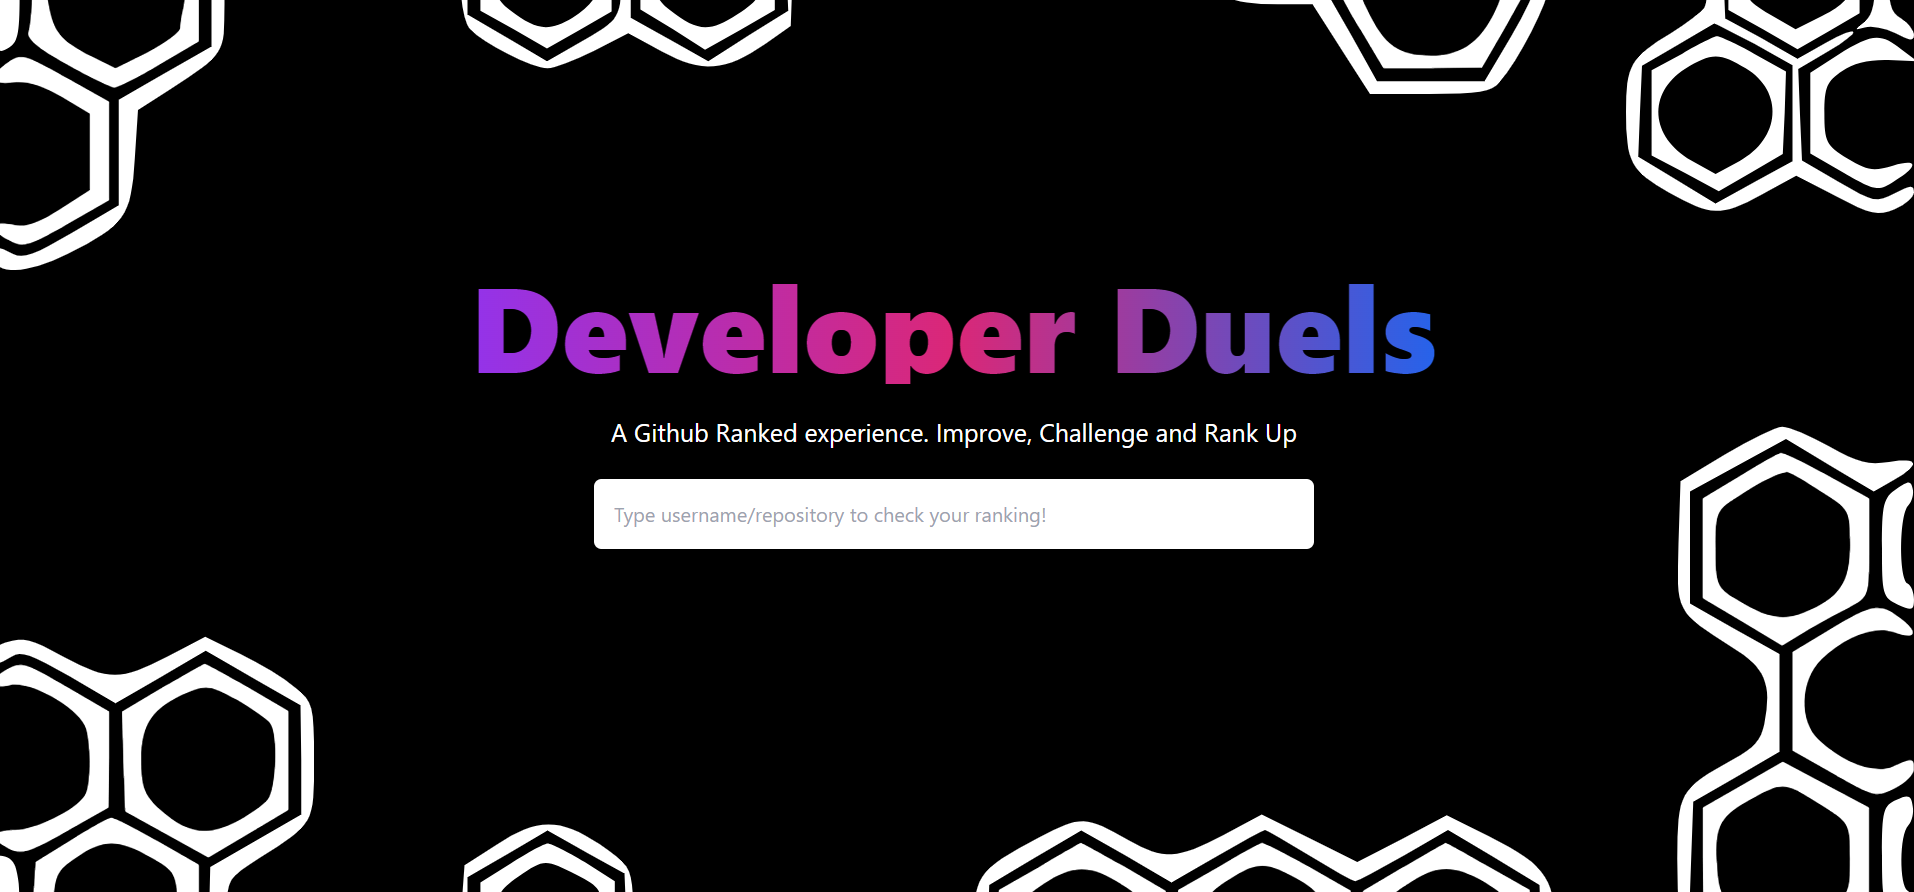 Developer Duels
A Github Ranked experience. Improve, Challenge and Rank Up
Type username/repository to check your ranking!